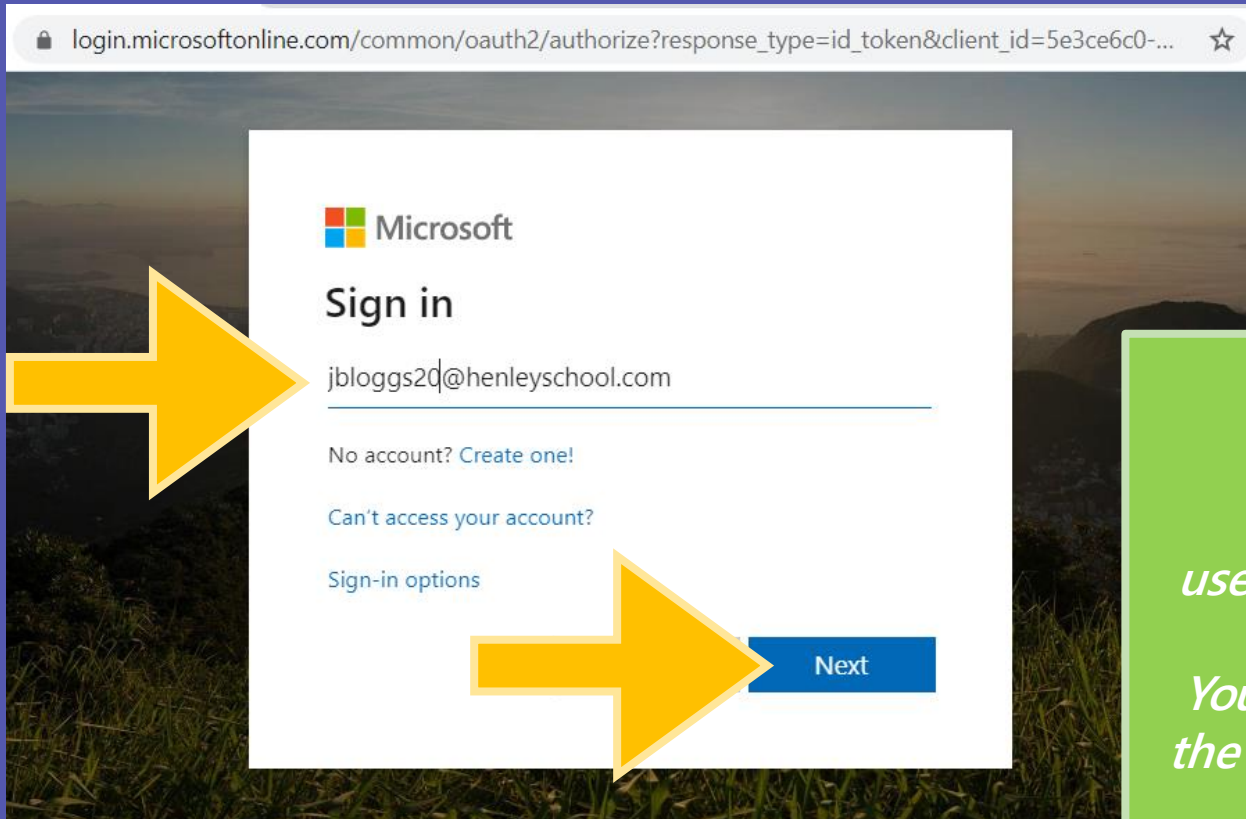 login.microsoftonline.com/common/oauth2/authorize?response_type=id_token&client_id=5e3ce6c0-...
Microsoft
Sign in
jbloggs20@henleyschool.com
No account? Create one!
Can't access your account?
Sign-in options
Next
use
You
the